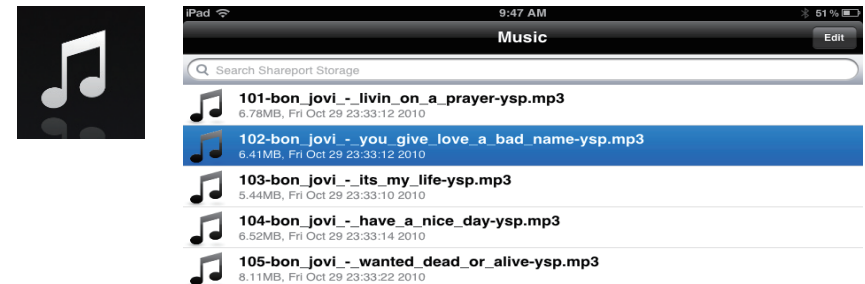 iPad 9:47 AM 51 %
Music
Edit
Search Shareport Storage
101-bon_jovi_-_livin_on_a_prayer-ysp.mp3
6.78MB, Fri Oct 29 23:33:12 2010
102-bon_jovi_-_you_give_love_a_bad_name-ysp.mp3
6.41MB, Fri Oct 29 23:33:12 2010
103-bon_jovi_-_its_my_life-ysp.mp3
5.44MB, Fri Oct 29 23:33:10 2010
104-bon_jovi_-_have_a_nice_day-ysp.mp3
6.52MB, Fri Oct 29 23:33:14 2010
105-bon_jovi_-_wanted_dead_or_alive-ysp.mp3
8.11MB, Fri Oct 29 23:33:22 2010